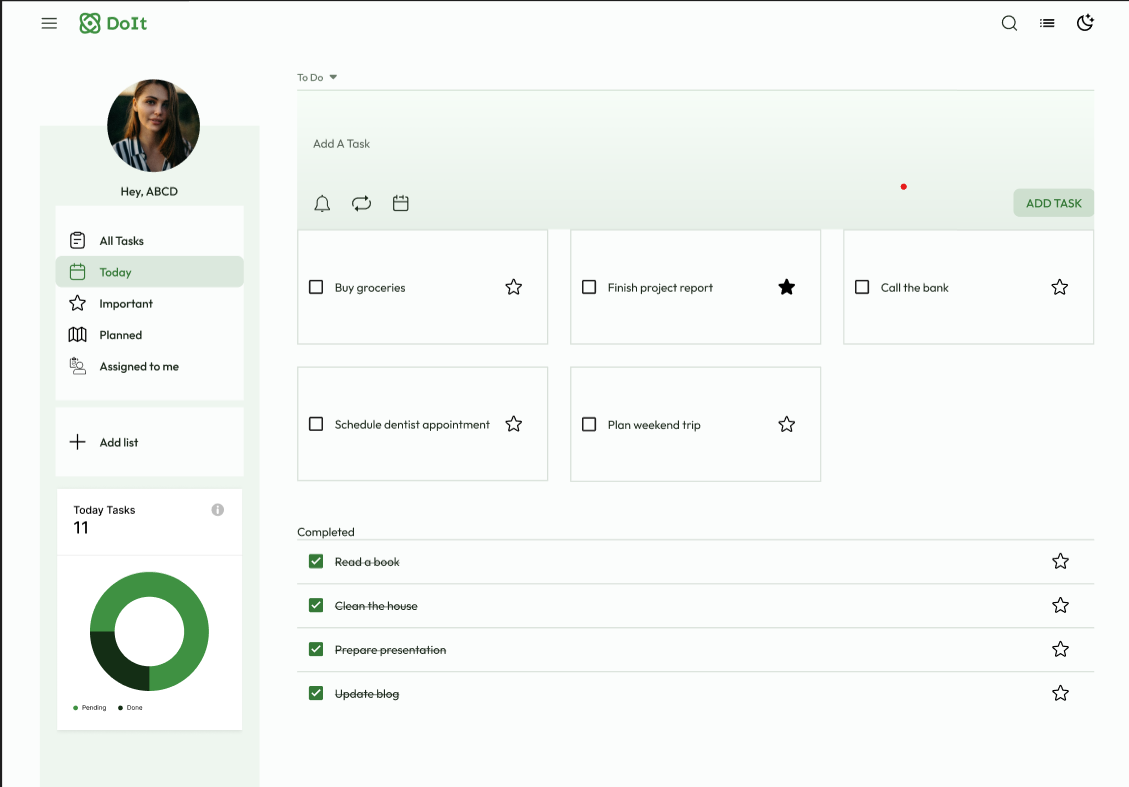 DoIt
To Do
Add A Task
ADD TASK
Hey, ABCD
All Tasks
Today
Important
Planned
Assigned to me
Add list
Today Tasks
11
Pending Done
Buy groceries
Finish project report
Call the bank
Schedule dentist appointment
Plan weekend trip
Completed
Read a book
Clean the house
Prepare presentation
Update blog